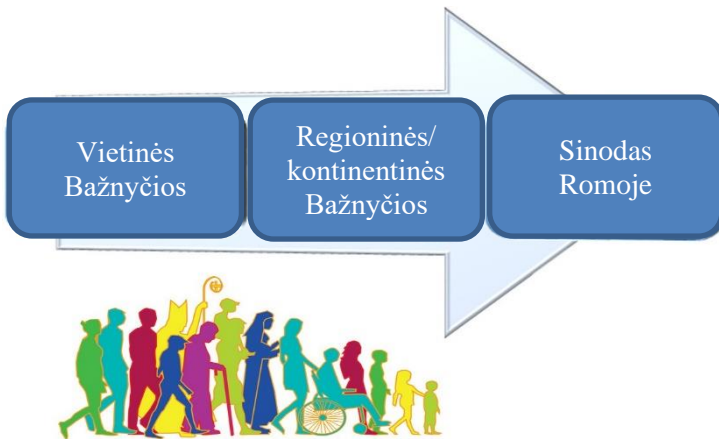 Vietinės
Bažnyčios
Regioninės/
kontinentinės
Bažnyčios
Sinodas
Romoje